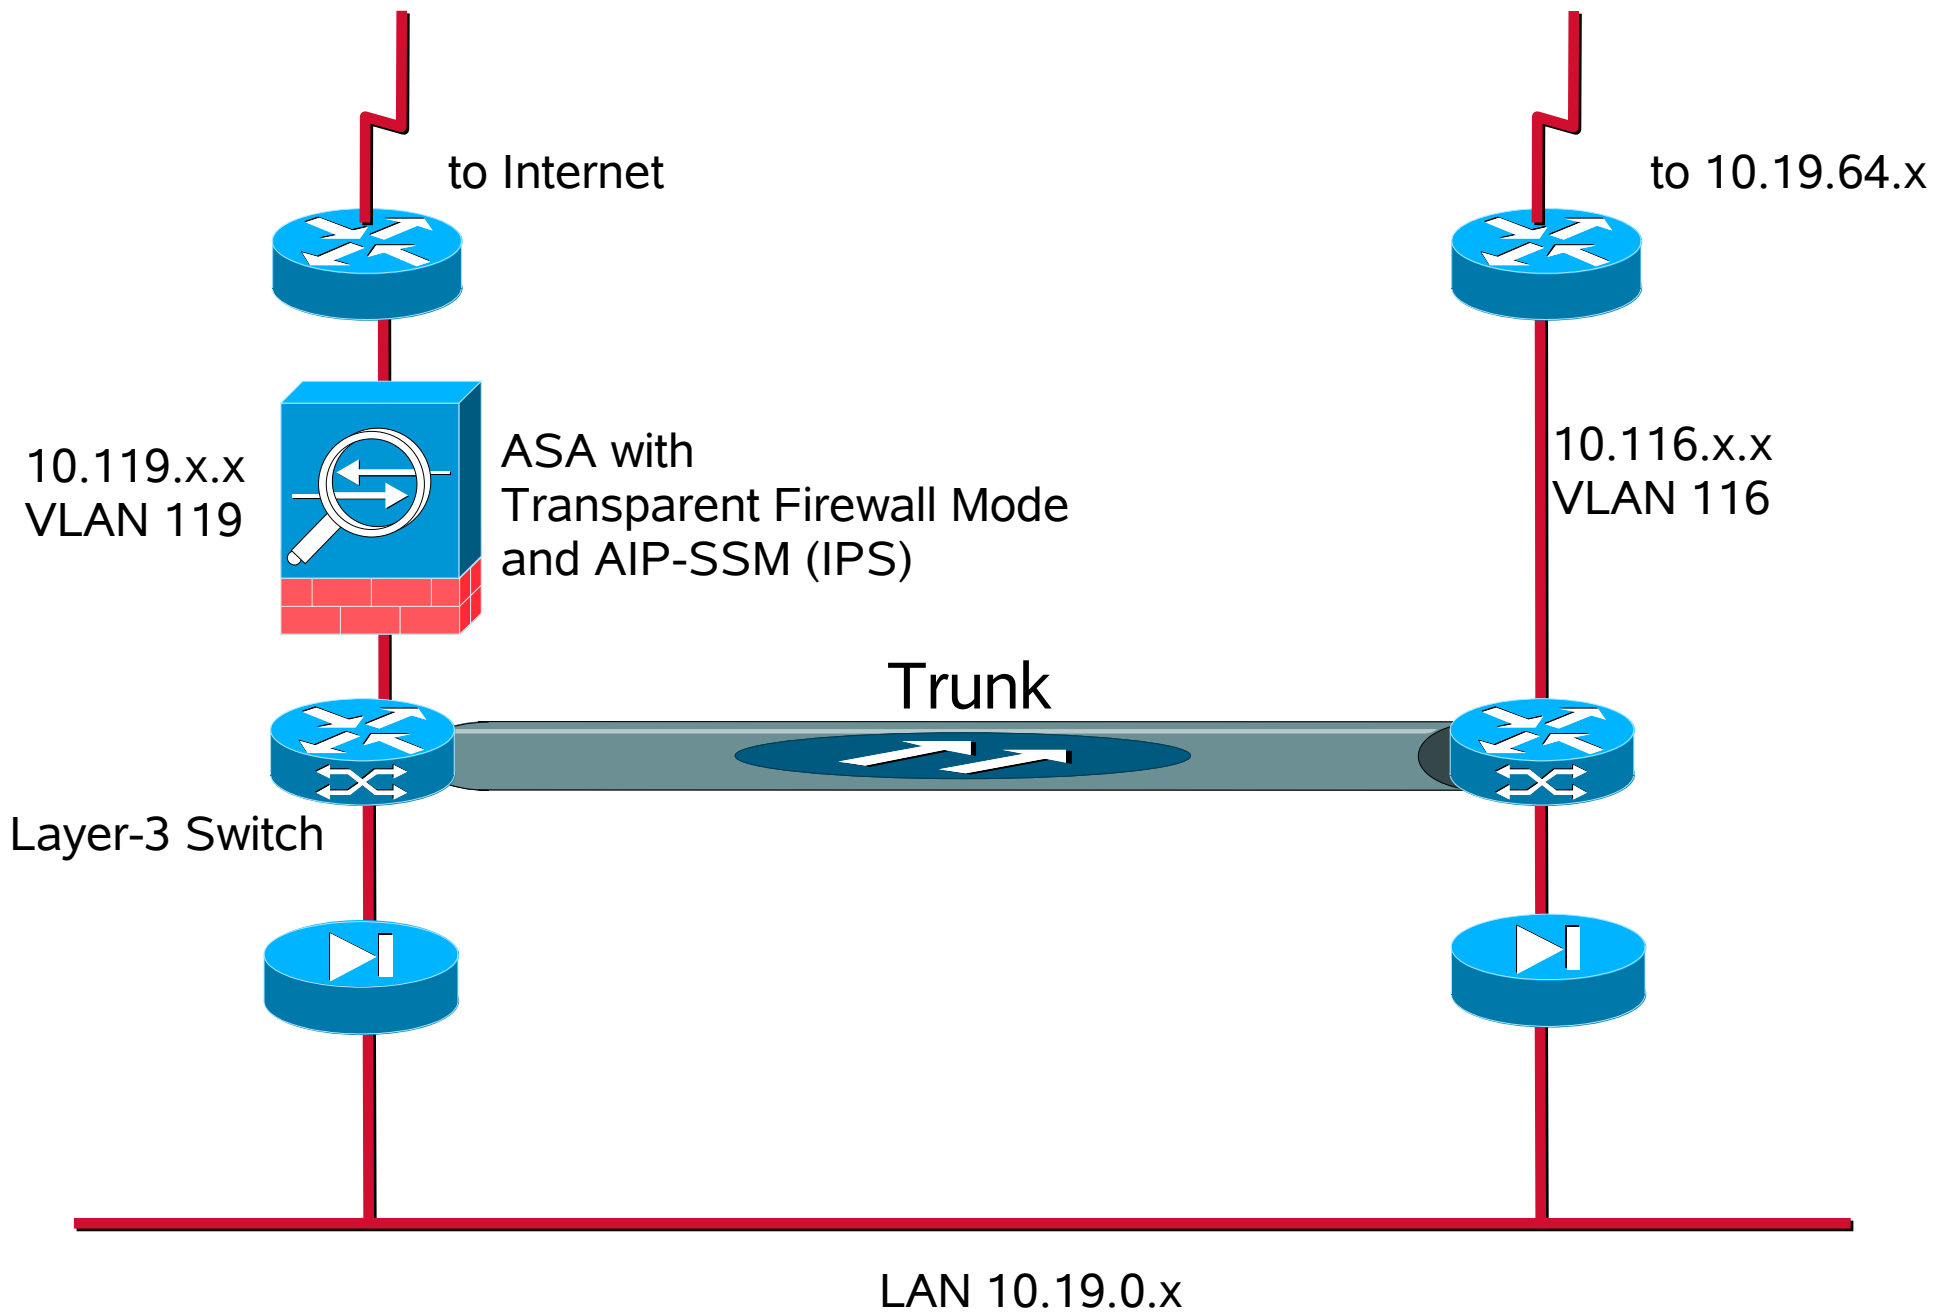 to Internet
to 10.19.64.x
10.119.x.x
VLAN 119
ASA with
Transparent Firewall Mode
and AIP-SSM (IPS)
10.116.x.x
VLAN 116
Trunk
Layer-3 Switch
LAN 10.19.0.x